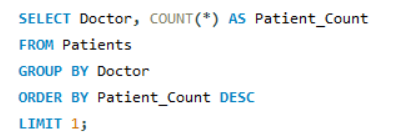 SELECT Doctor, COUNT(*) AS Patient_Count
FROM Patients
GROUP BY Doctor
ORDER BY Patient_Count DESC
LIMIT 1;